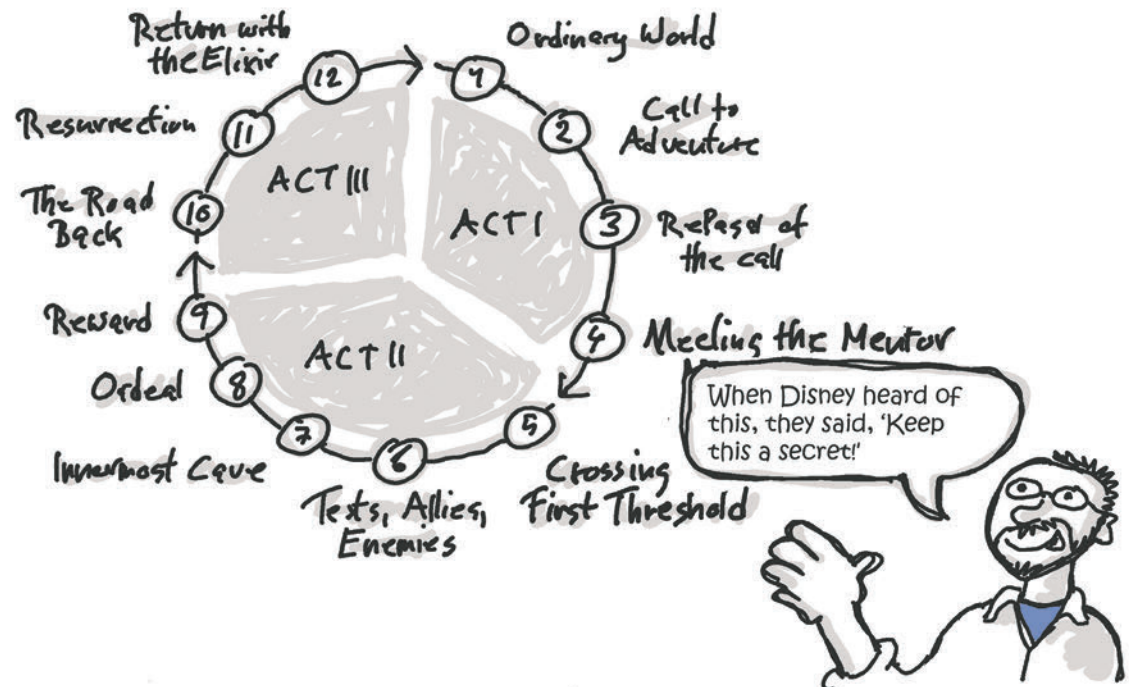 1
Ordinary World
2
Call to
Adventure
3
Refusal of
the call
4
Meeting the Mentor
5
Crossing
First Threshold
6
Tests, Allies,
Enemies
7
Innermost Cave
8
Ordeal
9
Reward
10
The Road
Back
11
Resurrection
12
Return with
the Elixir
ACT I
ACT II
ACT III
When Disney heard of
this, they said, 'Keep
this a secret!'